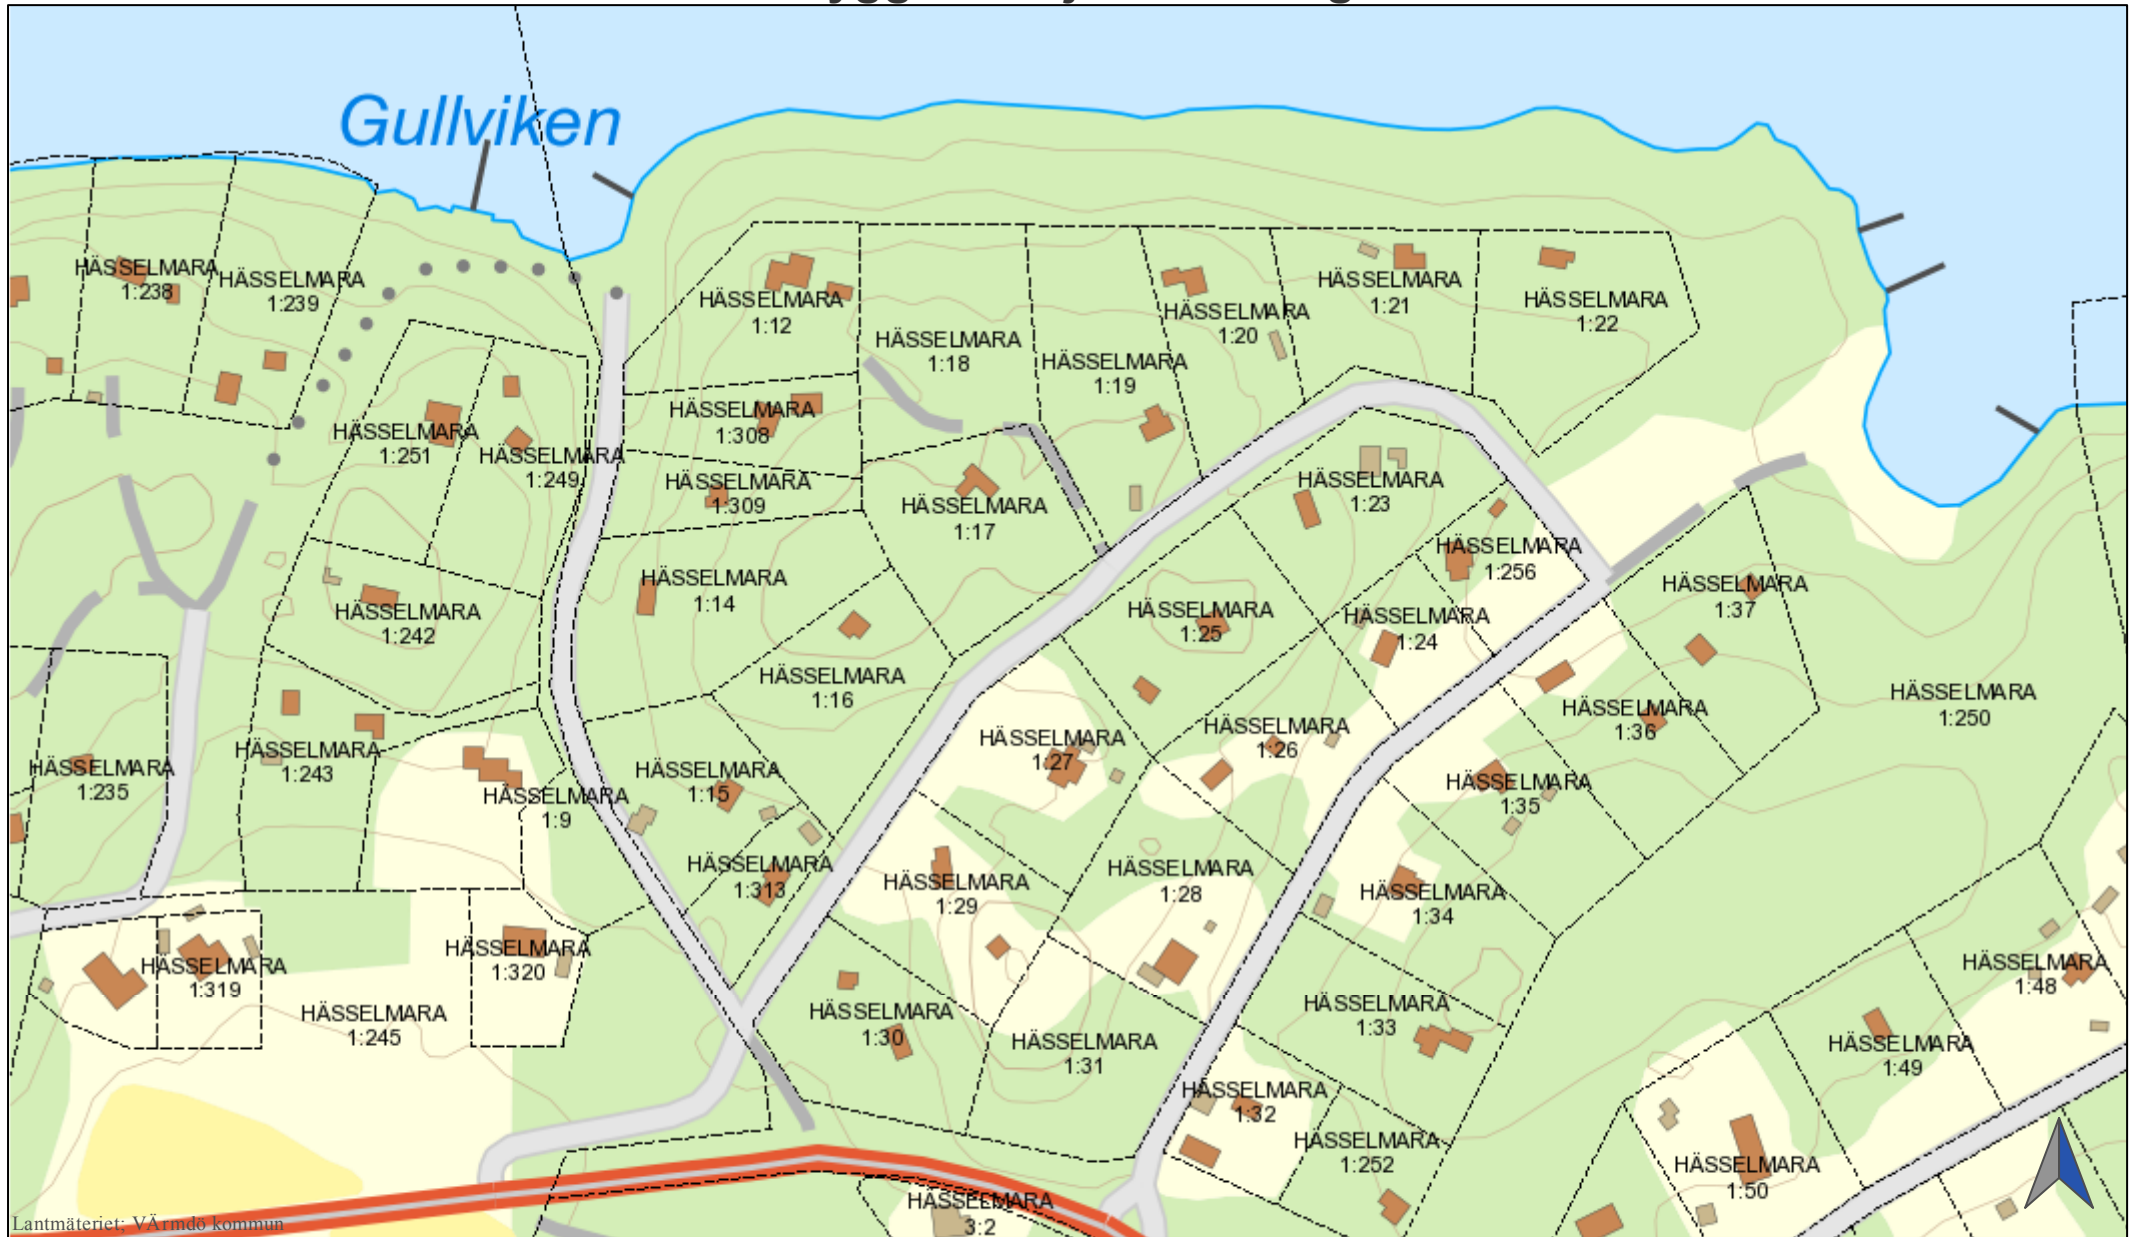 Gullviken
HÄSSELMARA
1:238
HÄSSELMARA
1:239
HÄSSELMARA
1:12
HÄSSELMARA
1:18
HÄSSELMARA
1:19
HÄSSELMARA
1:20
HÄSSELMARA
1:21
HÄSSELMARA
1:22
HÄSSELMARA
1:251
HÄSSELMARA
1:249
HÄSSELMARA
1:308
HÄSSELMARA
1:309
HÄSSELMARA
1:17
HÄSSELMARA
1:23
HÄSSELMARA
1:256
HÄSSELMARA
1:242
HÄSSELMARA
1:14
HÄSSELMARA
1:25
HÄSSELMARA
1:24
HÄSSELMARA
1:37
HÄSSELMARA
1:16
HÄSSELMARA
1:36
HÄSSELMARA
1:250
HÄSSELMARA
1:235
HÄSSELMARA
1:243
HÄSSELMARA
1:9
HÄSSELMARA
1:15
HÄSSELMARA
1:27
HÄSSELMARA
1:26
HÄSSELMARA
1:35
HÄSSELMARA
1:313
HÄSSELMARA
1:29
HÄSSELMARA
1:28
HÄSSELMARA
1:34
HÄSSELMARA
1:319
HÄSSELMARA
1:320
HÄSSELMARA
1:245
HÄSSELMARA
1:30
HÄSSELMARA
1:31
HÄSSELMARA
1:33
HÄSSELMARA
1:48
HÄSSELMARA
1:49
HÄSSELMARA
1:32
HÄSSELMARA
1:252
HÄSSELMARA
1:50
HÄSSELMARA
3:2
Lantmäteriet; VÄrmdö kommun